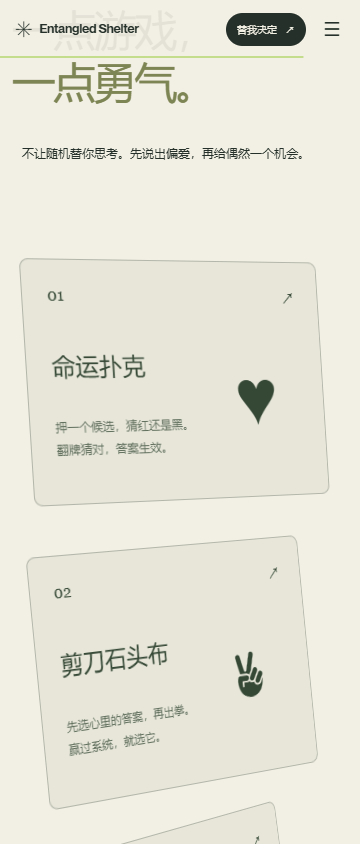 点游戏，
Entangled Shelter
替我决定 ↗
一点勇气。
不让随机替你思考。先说出偏爱，再给偶然一个机会。
01
↗
命运扑克
押一个候选，猜红还是黑。
翻牌猜对，答案生效。
02
↗
剪刀石头布
先选心里的答案，再出拳。
赢过系统，就选它。
↗